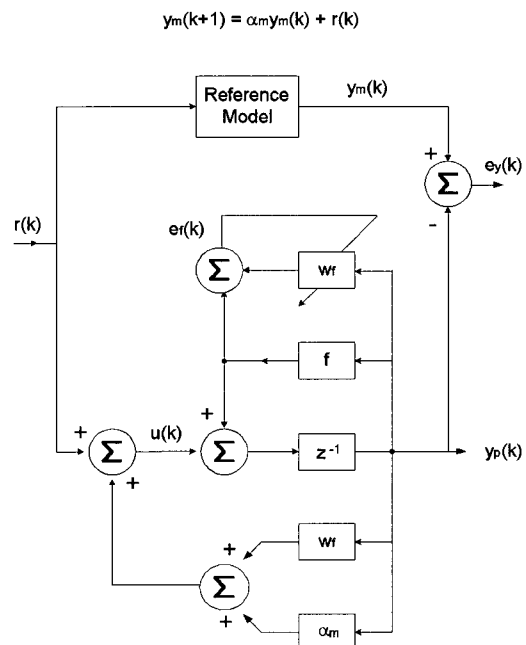 yₘ(k+1) = αₘyₘ(k) + r(k)
Reference
Model
yₘ(k)
+
ey(k)
Σ
-
r(k)
ef(k)
Σ
wf
f
+
+
u(k)
Σ
Σ
z⁻¹
yp(k)
+
wf
+
Σ
+
αₘ